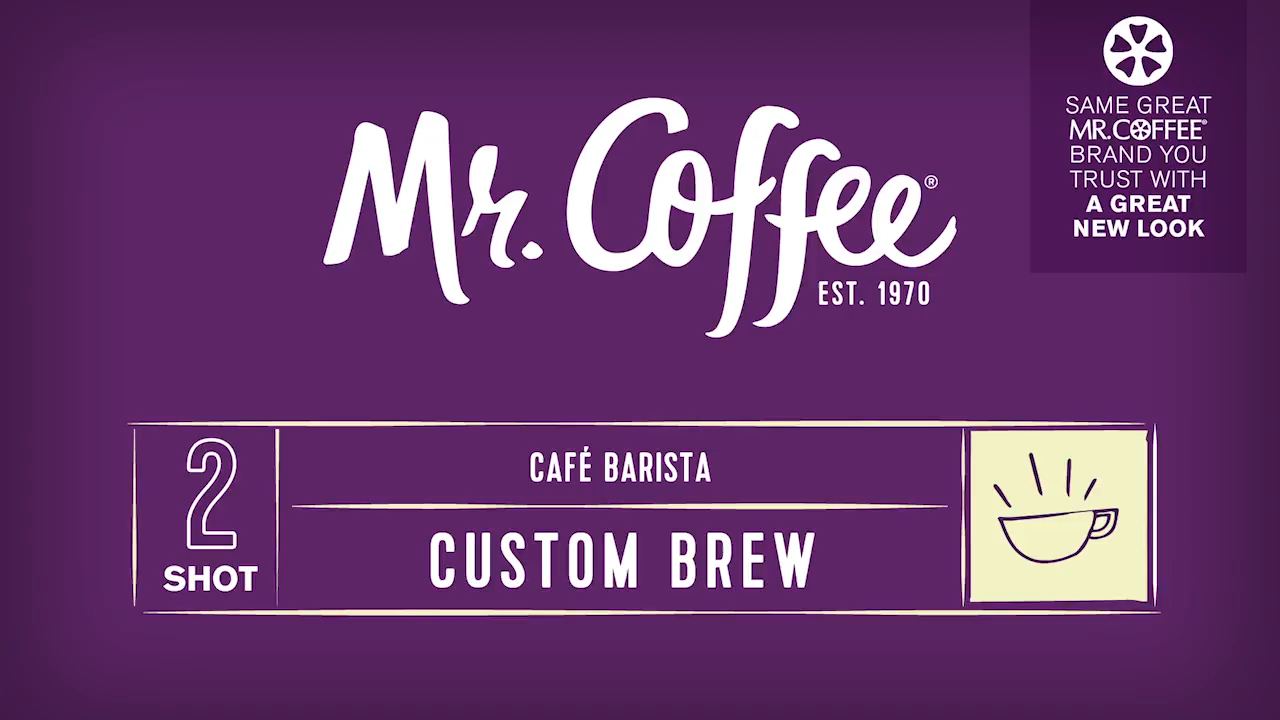 Mr. Coffee®
EST. 1970
SAME GREAT
MR. COFFEE®
BRAND YOU
TRUST WITH
A GREAT
NEW LOOK
2
SHOT
CAFÉ BARISTA
CUSTOM BREW